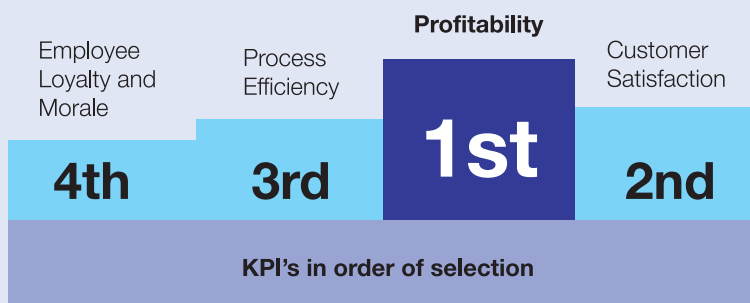 Employee
Loyalty and
Morale
4th
Process
Efficiency
3rd
Profitability
1st
Customer
Satisfaction
2nd
KPI's in order of selection